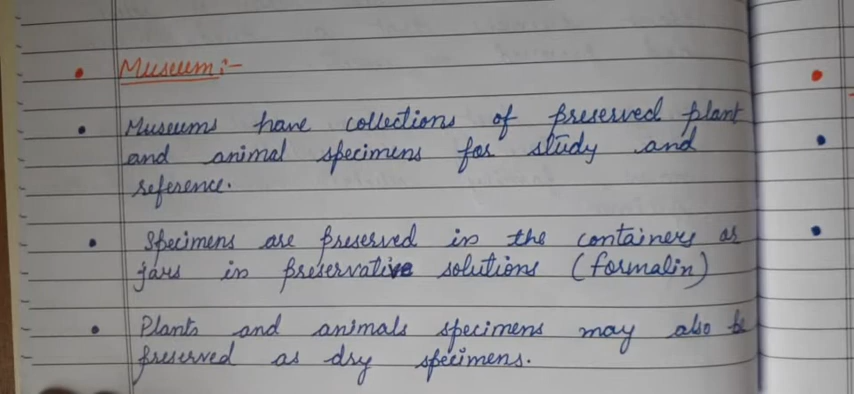 • Museum:-
• Museums have collections of preserved plant
and animal specimens for study and
reference.
• Specimens are preserved in the containers or
jars in preservative solutions (formalin)
• Plants and animals specimens may also be
preserved as dry specimens.